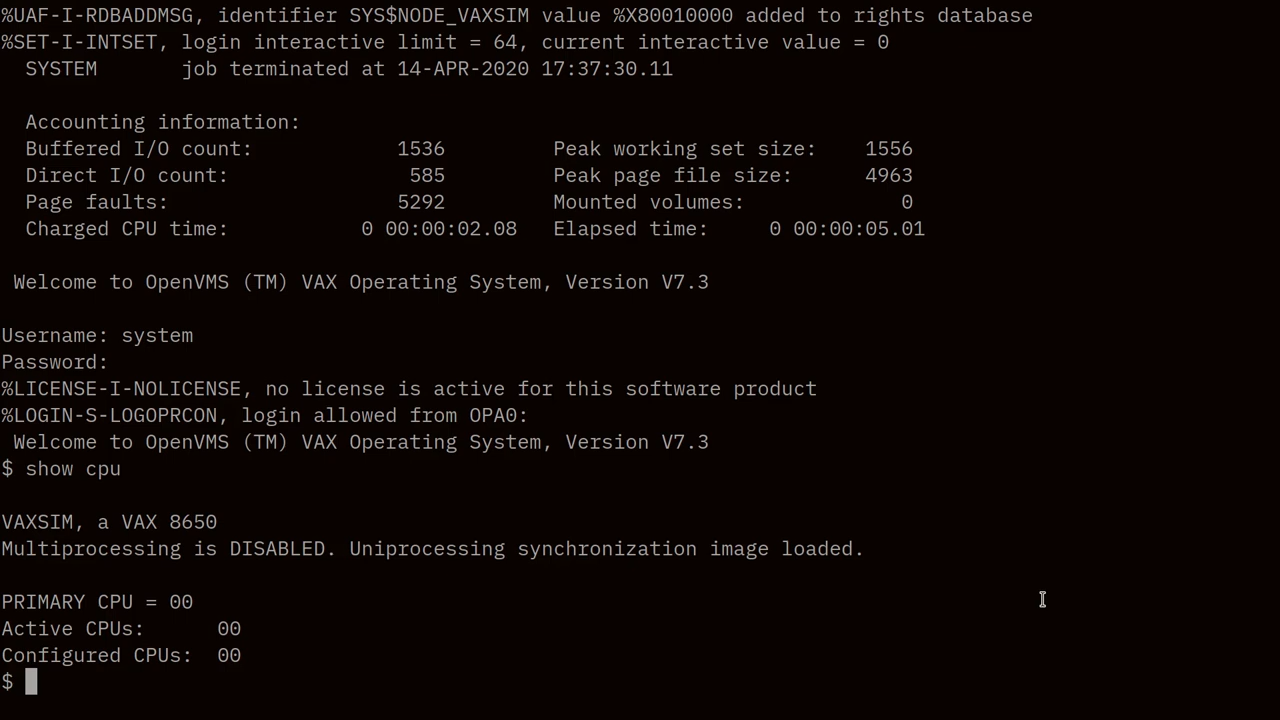 %UAF-I-RDBADDMSG, identifier SYS$NODE_VAXSIM value %X80010000 added to rights database
%SET-I-INTSET, login interactive limit = 64, current interactive value = 0
  SYSTEM       job terminated at 14-APR-2020 17:37:30.11

  Accounting information:
  Buffered I/O count:            1536         Peak working set size:    1556
  Direct I/O count:               585         Peak page file size:      4963
  Page faults:                   5292         Mounted volumes:             0
  Charged CPU time:             0 00:00:02.08   Elapsed time:     0 00:00:05.01

 Welcome to OpenVMS (TM) VAX Operating System, Version V7.3

Username: system
Password:
%LICENSE-I-NOLICENSE, no license is active for this software product
%LOGIN-S-LOGOPRCON, login allowed from OPA0:
 Welcome to OpenVMS (TM) VAX Operating System, Version V7.3
$ show cpu

VAXSIM, a VAX 8650
Multiprocessing is DISABLED. Uniprocessing synchronization image loaded.

PRIMARY CPU = 00
Active CPUs:      00
Configured CPUs:  00
$